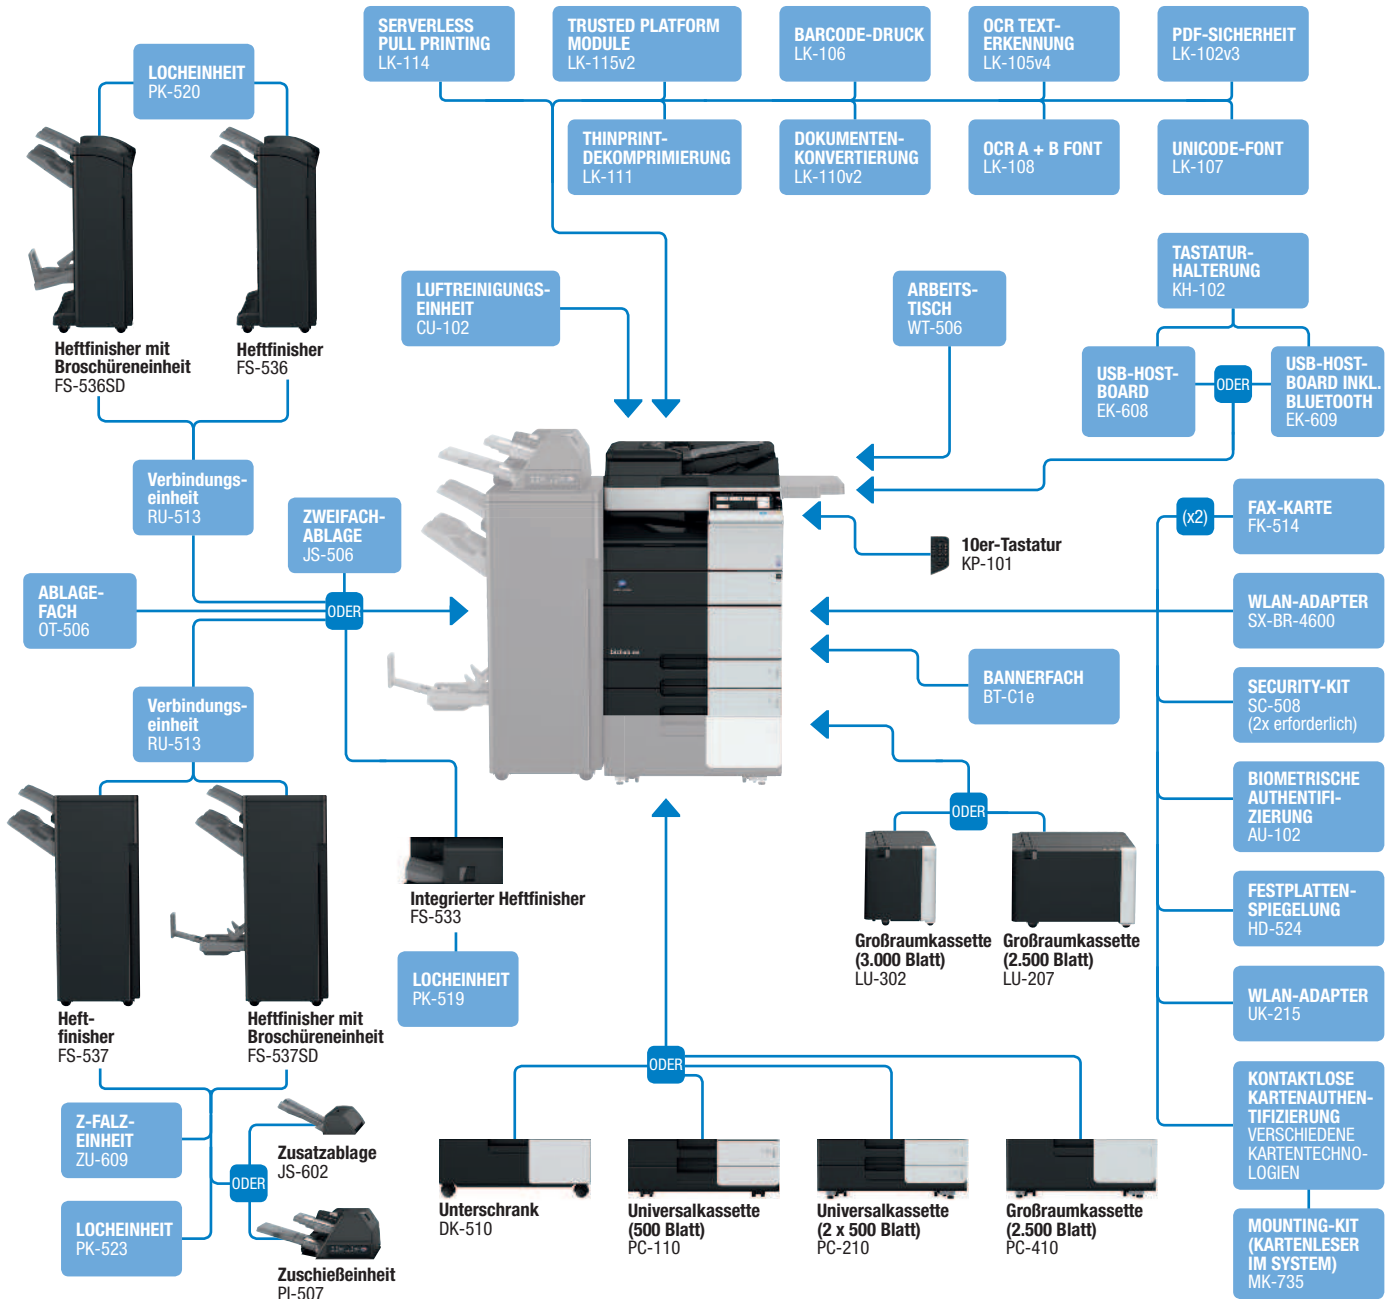 SERVERLESS
PULL PRINTING
LK-114
TRUSTED PLATFORM
MODULE
LK-115v2
BARCODE-DRUCK
LK-106
OCR TEXT-
ERKENNUNG
LK-105v4
PDF-SICHERHEIT
LK-102v3
LOCHEINHEIT
PK-520
THINPRINT-
DEKOMPRIMIERUNG
LK-111
DOKUMENTEN-
KONVERTIERUNG
LK-110v2
OCR A + B FONT
LK-108
UNICODE-FONT
LK-107
Heftfinisher mit
Broschüreneinheit
FS-536SD
Heftfinisher
FS-536
LUFTREINIGUNGS-
EINHEIT
CU-102
ARBEITS-
TISCH
WT-506
TASTATUR-
HALTERUNG
KH-102
USB-HOST-
BOARD
EK-608
ODER
USB-HOST-
BOARD INKL.
BLUETOOTH
EK-609
Verbindungs-
einheit
RU-513
ZWEIFACH-
ABLAGE
JS-506
ABLAGE-
FACH
OT-506
ODER
10er-Tastatur
KP-101
(x2)
FAX-KARTE
FK-514
WLAN-ADAPTER
SX-BR-4600
BANNERFACH
BT-C1e
SECURITY-KIT
SC-508
(2x erforderlich)
Verbindungs-
einheit
RU-513
BIOMETRISCHE
AUTHENTIFI-
ZIERUNG
AU-102
ODER
Integrierter Heftfinisher
FS-533
Großraumkassette
(3.000 Blatt)
LU-302
Großraumkassette
(2.500 Blatt)
LU-207
FESTPLATTEN-
SPIEGELUNG
HD-524
LOCHEINHEIT
PK-519
WLAN-ADAPTER
UK-215
Heft-
finisher
FS-537
Heftfinisher mit
Broschüreneinheit
FS-537SD
ODER
KONTAKTLOSE
KARTENAUTHEN-
TIFIZIERUNG
VERSCHIEDENE
KARTENTECHNO-
LOGIEN
Z-FALZ-
EINHEIT
ZU-609
Zusatzablage
JS-602
ODER
LOCHEINHEIT
PK-523
Zuschießeinheit
PI-507
Unterschrank
DK-510
Universalkassette
(500 Blatt)
PC-110
Universalkassette
(2 x 500 Blatt)
PC-210
Großraumkassette
(2.500 Blatt)
PC-410
MOUNTING-KIT
(KARTENLESER
IM SYSTEM)
MK-735